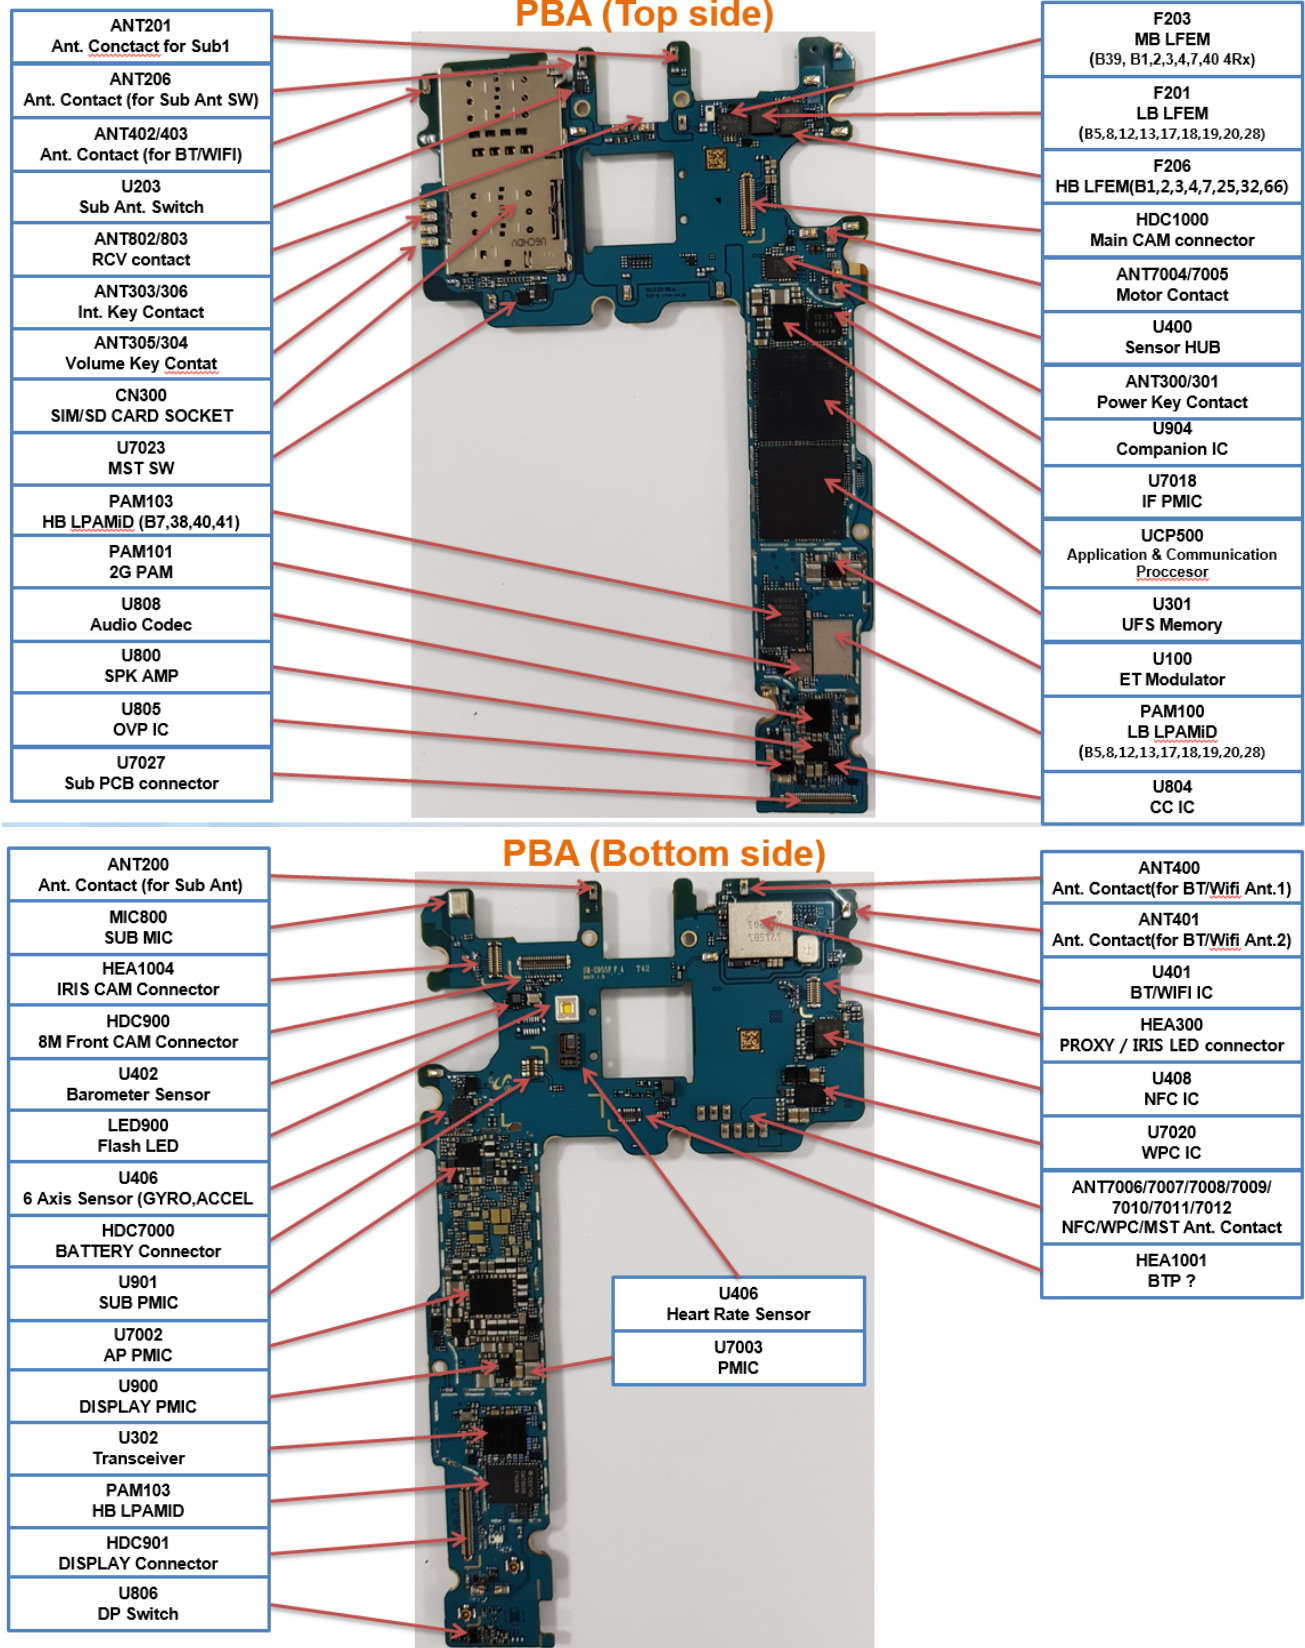 PBA (Top side)
ANT201
Ant. Conctact for Sub1
ANT206
Ant. Contact (for Sub Ant SW)
ANT402/403
Ant. Contact (for BT/WIFI)
U203
Sub Ant. Switch
ANT802/803
RCV contact
ANT303/306
Int. Key Contact
ANT305/304
Volume Key Contat
CN300
SIM/SD CARD SOCKET
U7023
MST SW
PAM103
HB LPAMiD (B7,38,40,41)
PAM101
2G PAM
U808
Audio Codec
U800
SPK AMP
U805
OVP IC
U7027
Sub PCB connector
F203
MB LFEM
(B39, B1,2,3,4,7,40 4Rx)
F201
LB LFEM
(B5,8,12,13,17,18,19,20,28)
F206
HB LFEM(B1,2,3,4,7,25,32,66)
HDC1000
Main CAM connector
ANT7004/7005
Motor Contact
U400
Sensor HUB
ANT300/301
Power Key Contact
U904
Companion IC
U7018
IF PMIC
UCP500
Application & Communication
Proccesor
U301
UFS Memory
U100
ET Modulator
PAM100
LB LPAMiD
(B5,8,12,13,17,18,19,20,28)
U804
CC IC
PBA (Bottom side)
ANT200
Ant. Contact (for Sub Ant)
MIC800
SUB MIC
HEA1004
IRIS CAM Connector
HDC900
8M Front CAM Connector
U402
Barometer Sensor
LED900
Flash LED
U406
6 Axis Sensor (GYRO,ACCEL
HDC7000
BATTERY Connector
U901
SUB PMIC
U7002
AP PMIC
U900
DISPLAY PMIC
U302
Transceiver
PAM103
HB LPAMID
HDC901
DISPLAY Connector
U806
DP Switch
U406
Heart Rate Sensor
U7003
PMIC
ANT400
Ant. Contact(for BT/Wifi Ant.1)
ANT401
Ant. Contact(for BT/Wifi Ant.2)
U401
BT/WIFI IC
HEA300
PROXY / IRIS LED connector
U408
NFC IC
U7020
WPC IC
ANT7006/7007/7008/7009/
7010/7011/7012
NFC/WPC/MST Ant. Contact
HEA1001
BTP ?